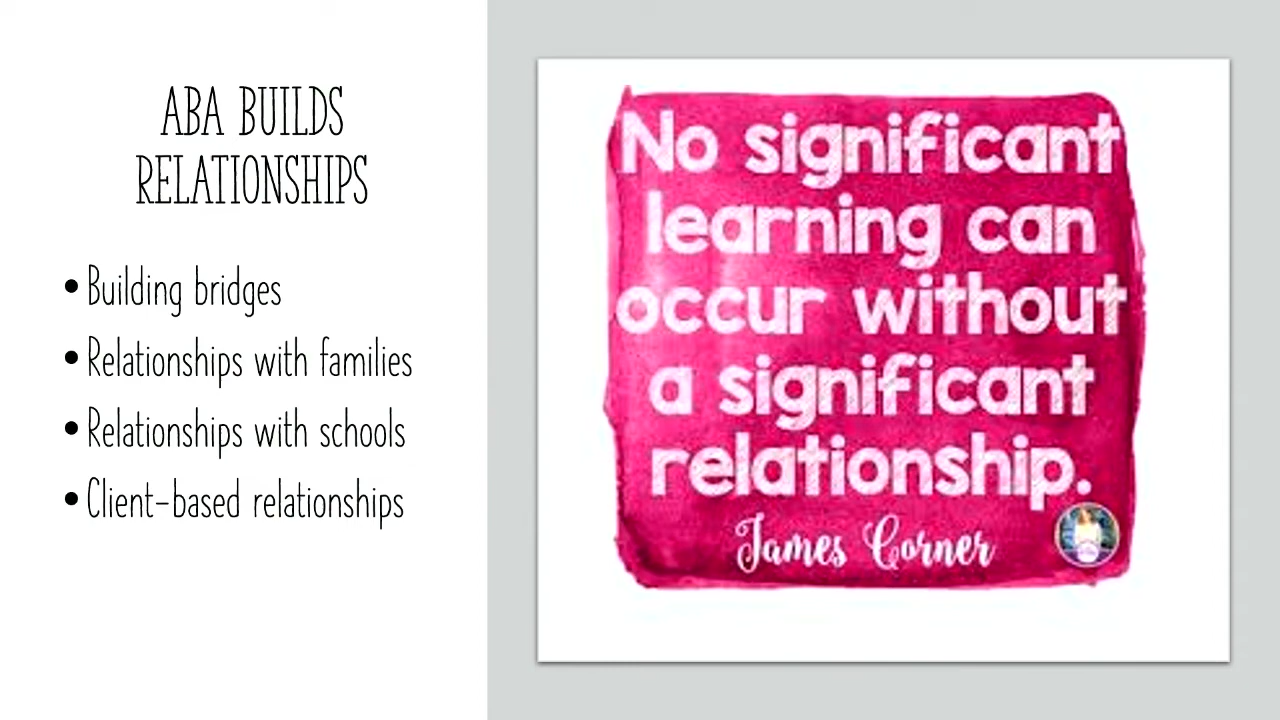 ABA BUILDS
RELATIONSHIPS
•Building bridges
•Relationships with families
•Relationships with schools
•Client-based relationships
No significant
learning can
occur without
a significant
relationship.
James Corner